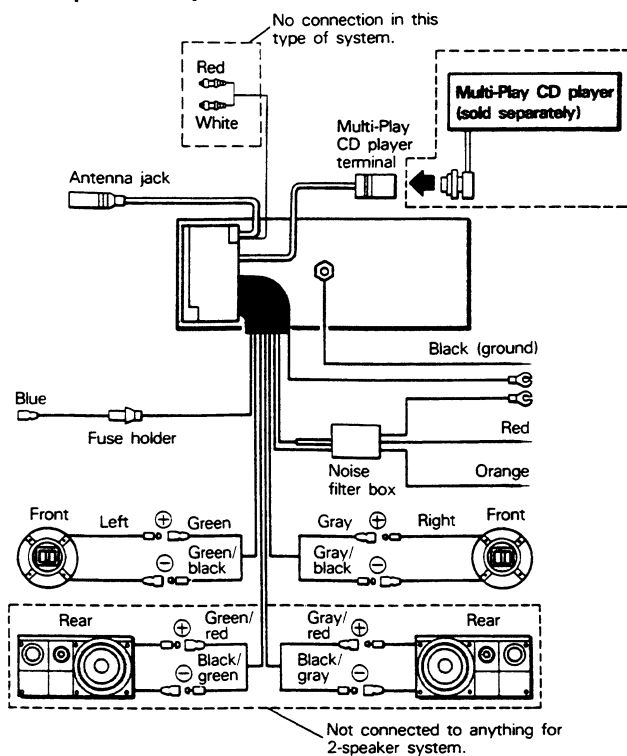 No connection in this
type of system.
Red
White
Multi-Play CD player
(sold separately)
Multi-Play
CD player
terminal
Antenna jack
Black (ground)
Blue
Fuse holder
Red
Noise
filter box
Orange
Front
Left
⊕
Green
Green/
black
⊖
Gray
⊕
Right
Front
Gray/
black
⊖
Rear
⊕
Green/
red
Black/
green
⊖
Gray/
red
⊕
Rear
Black/
gray
⊖
Not connected to anything for
2-speaker system.